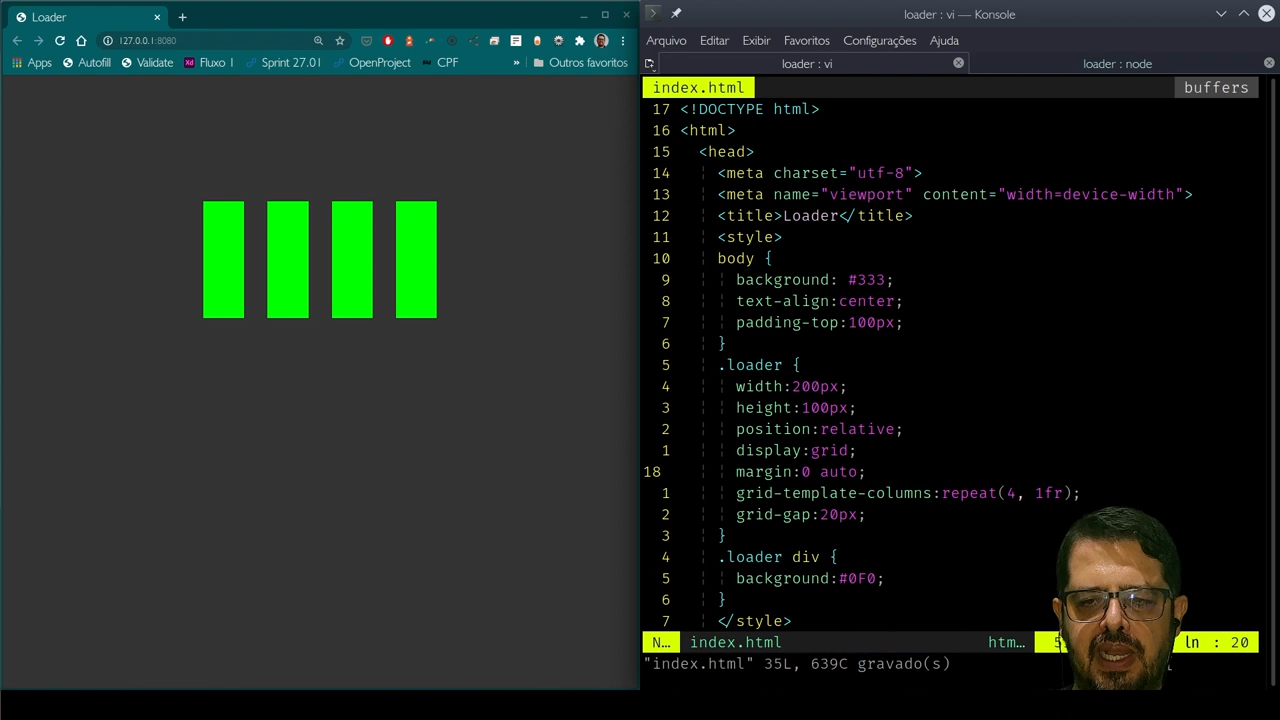 Loader
127.0.0.1:8080
Apps Autofill Validate Fluxo 1 Sprint 27.01 OpenProject CPF » Outros favoritos
loader : vi — Konsole
Arquivo Editar Exibir Favoritos Configurações Ajuda
loader : vi loader : node
index.html buffers
17 <!DOCTYPE html>
16 <html>
15 <head>
14 <meta charset="utf-8">
13 <meta name="viewport" content="width=device-width">
12 <title>Loader</title>
11 <style>
10 body {
9 background: #333;
8 text-align:center;
7 padding-top:100px;
6 }
5 .loader {
4 width:200px;
3 height:100px;
2 position:relative;
1 display:grid;
18 margin:0 auto;
1 grid-template-columns:repeat(4, 1fr);
2 grid-gap:20px;
3 }
4 .loader div {
5 background:#0F0;
6 }
7 </style>
N… index.html htm… ln : 20
"index.html" 35L, 639C gravado(s)